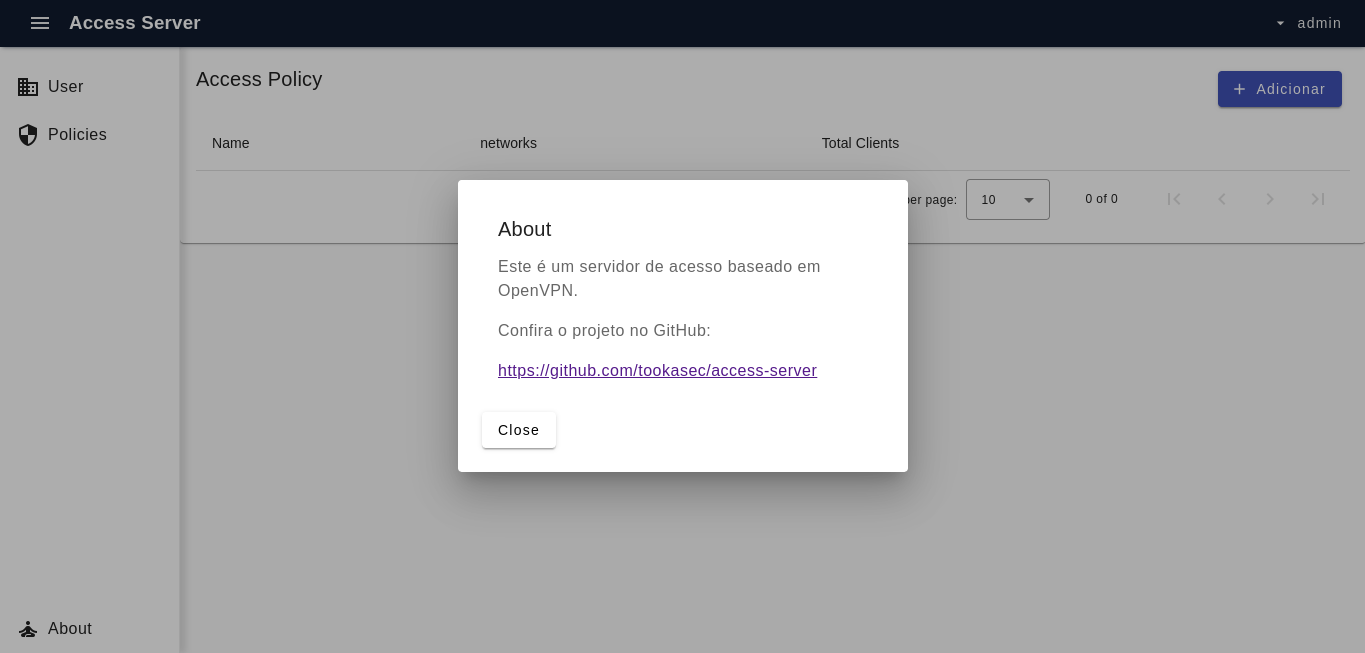 Access Server
admin
User
Policies
Access Policy
Adicionar
Name networks Total Clients
per page: 10 0 of 0
About
Este é um servidor de acesso baseado em
OpenVPN.
Confira o projeto no GitHub:
https://github.com/tookasec/access-server
Close
About